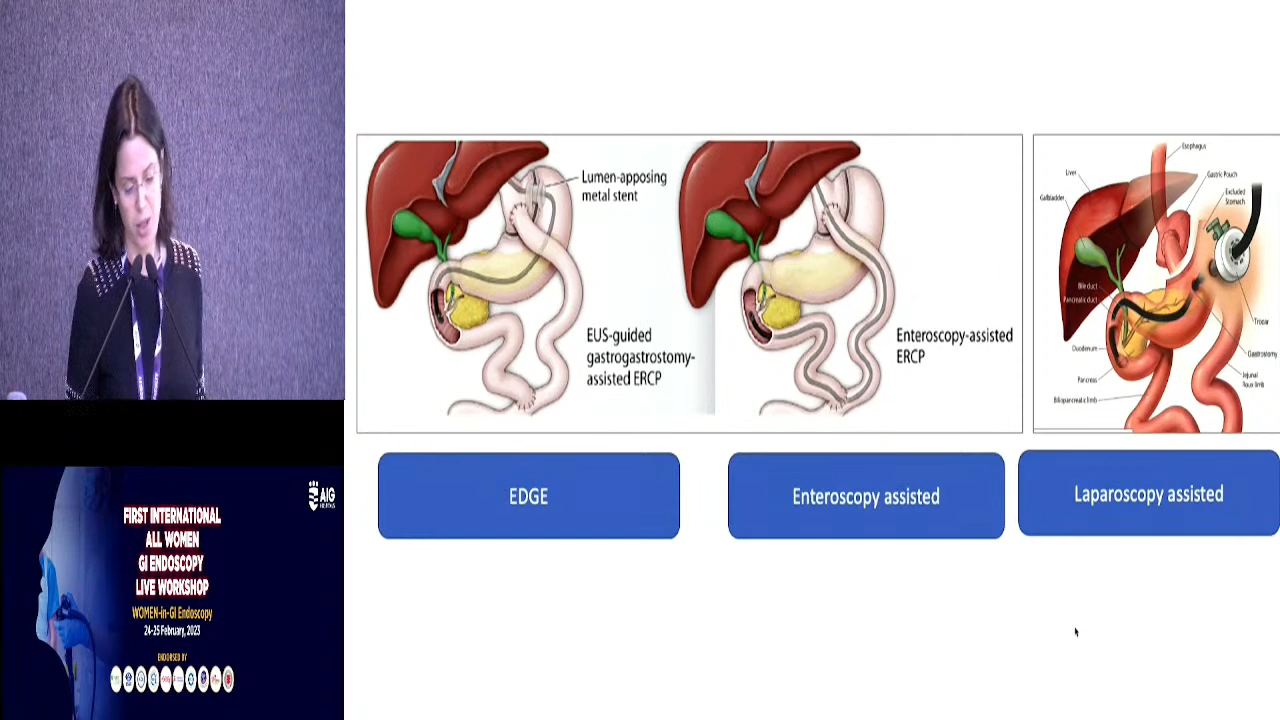 Lumen-apposing
metal stent
EUS-guided
gastrogastrostomy-
assisted ERCP
Enteroscopy-assisted
ERCP
Esophagus
Liver
Gastric Pouch
Gallbladder
Excluded
Stomach
Bile duct
Pancreatic duct
Trocar
Duodenum
Gastrostomy
Pancreas
Jejunal
Roux limb
Biliopancreatic limb
EDGE
Enteroscopy assisted
Laparoscopy assisted
AIG
HOSPITALS
FIRST INTERNATIONAL
ALL WOMEN
GI ENDOSCOPY
LIVE WORKSHOP
WOMEN-in-GI Endoscopy
24-25 February, 2023
ENDORSED BY